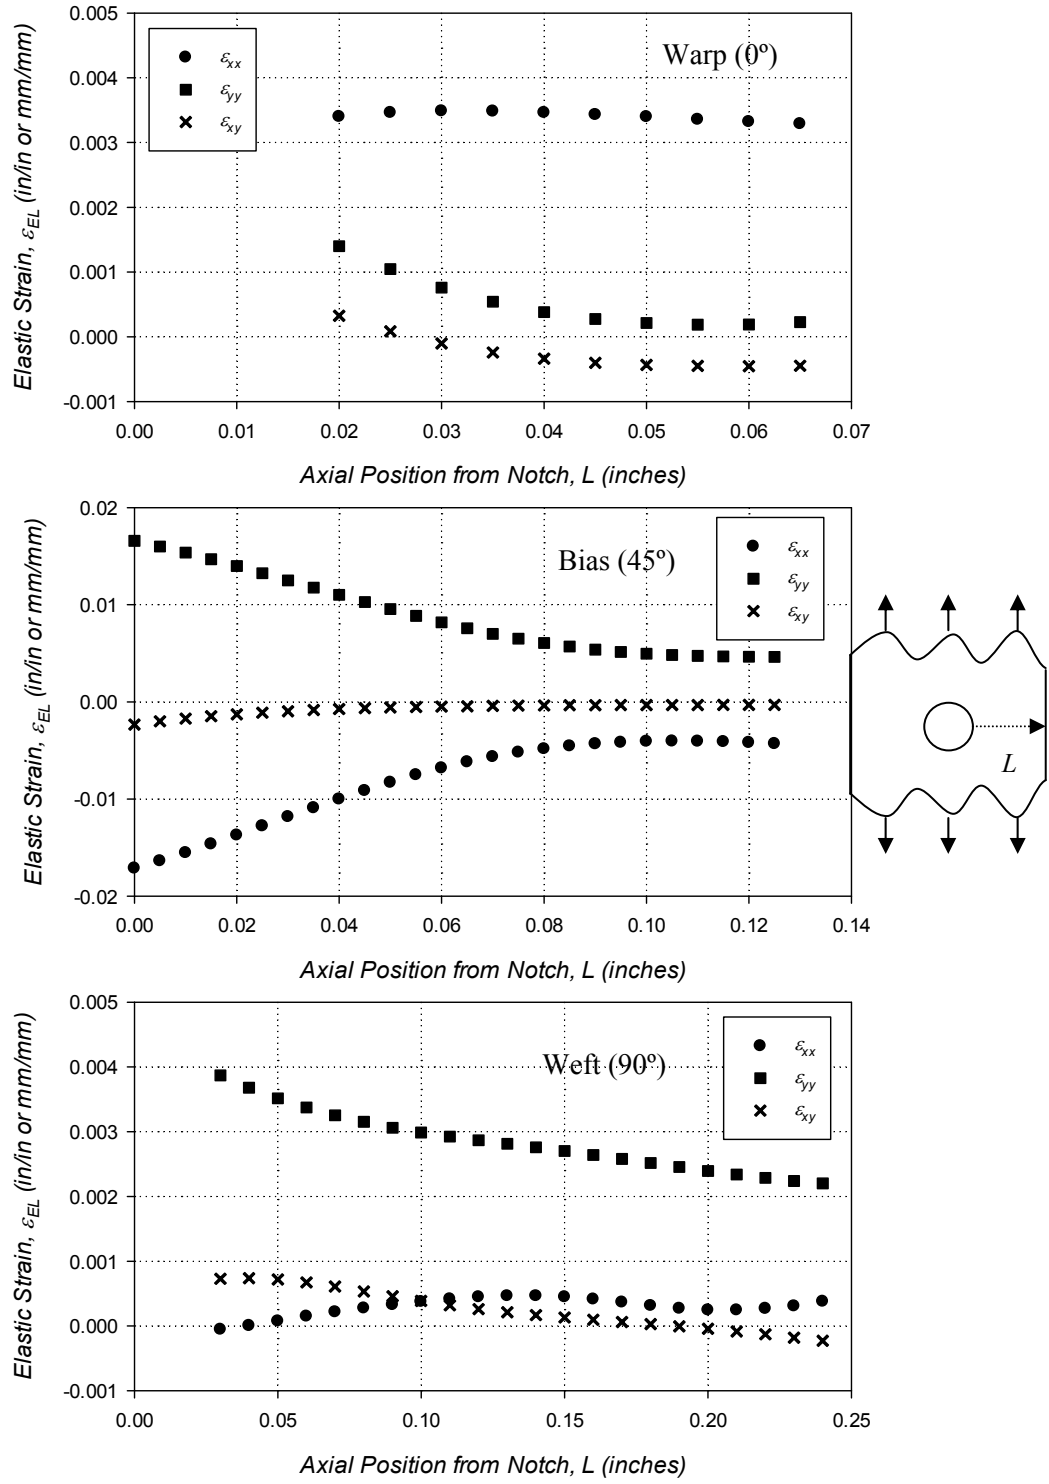 0.005
0.004
0.003
0.002
0.001
0.000
-0.001
Elastic Strain, εEL (in/in or mm/mm)
εxx
εyy
εxy
Warp (0º)
0.00 0.01 0.02 0.03 0.04 0.05 0.06 0.07
Axial Position from Notch, L (inches)
0.02
0.01
0.00
-0.01
-0.02
Elastic Strain, εEL (in/in or mm/mm)
Bias (45º)
εxx
εyy
εxy
0.00 0.02 0.04 0.06 0.08 0.10 0.12 0.14
Axial Position from Notch, L (inches)
L
0.005
0.004
0.003
0.002
0.001
0.000
-0.001
Elastic Strain, εEL (in/in or mm/mm)
Weft (90º)
εxx
εyy
εxy
0.00 0.05 0.10 0.15 0.20 0.25
Axial Position from Notch, L (inches)